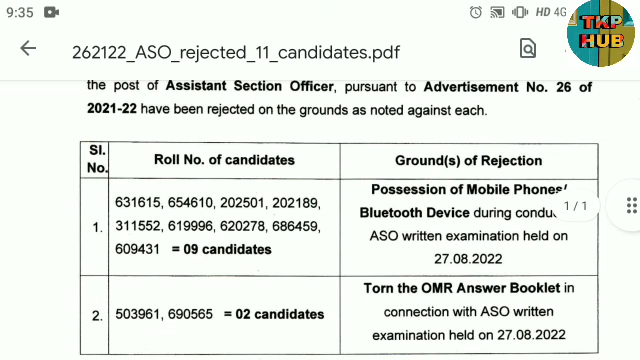 9:35
HD 4G
TKP
HUB
262122_ASO_rejected_11_candidates.pdf
the post of Assistant Section Officer, pursuant to Advertisement No. 26 of
2021-22 have been rejected on the grounds as noted against each.
Sl.
No.
Roll No of candidates
Ground(s) of Rejection
1.
631615, 654610, 202501, 202189,
311552, 619996, 620278, 686459,
609431 = 09 candidates
Possession of Mobile Phones/
Bluetooth Device during
ASO written examination held on
27.08.2022
1/1
2.
503961, 690565 = 02 candidates
Torn the OMR Answer Booklet in
connection with ASO written
examination held on 27.08.2022